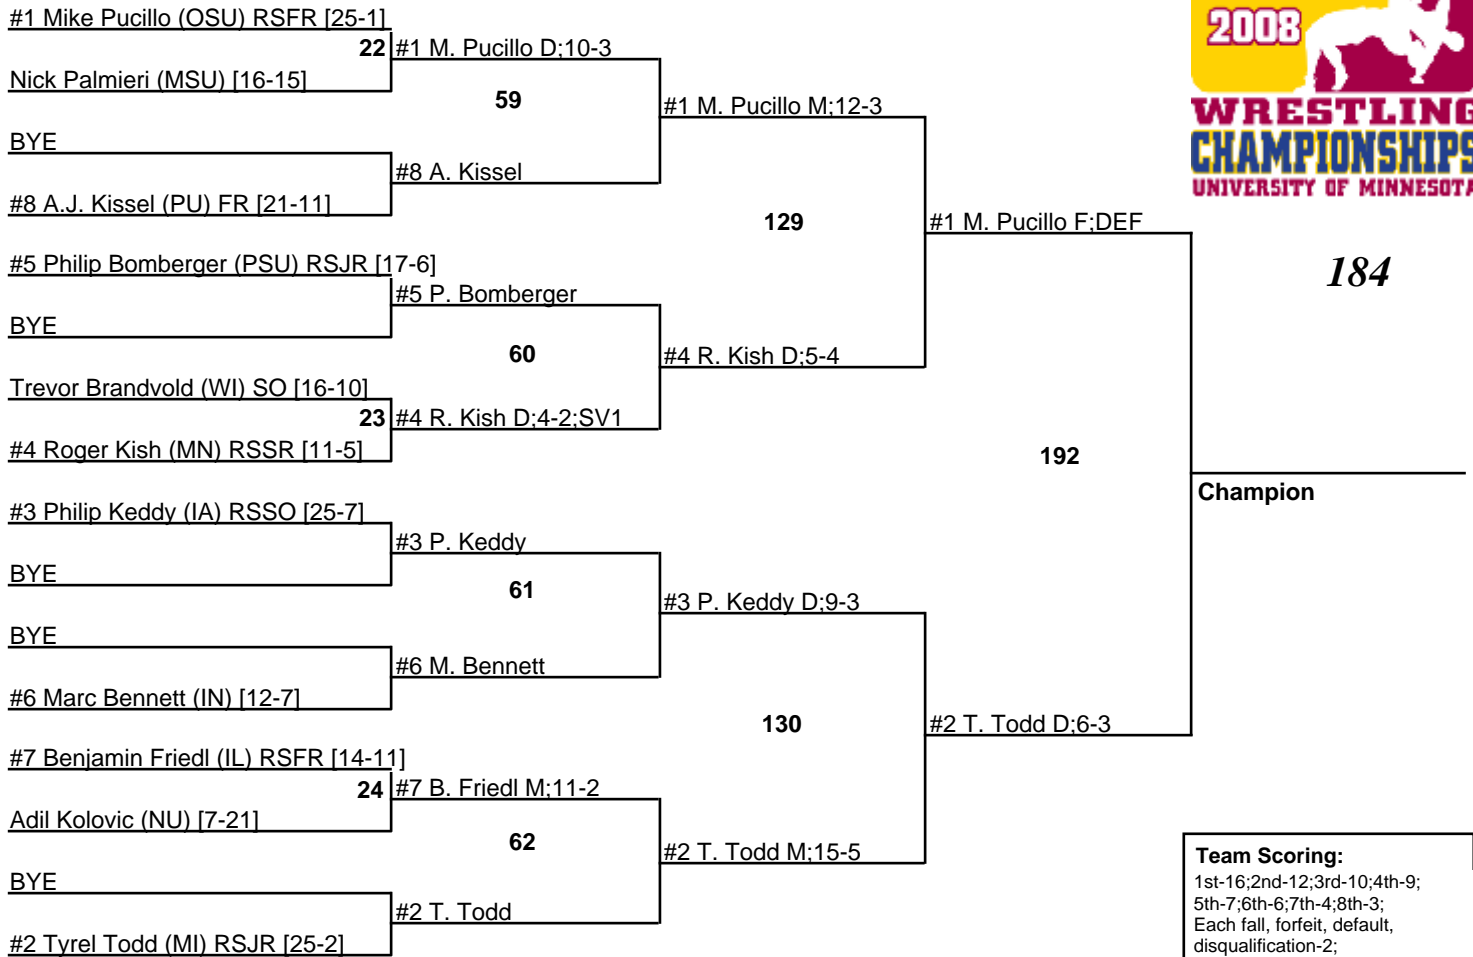 #1 Mike Pucillo (OSU) RSFR [25-1]
22 #1 M. Pucillo D;10-3
Nick Palmieri (MSU) [16-15]
59
#1 M. Pucillo M;12-3
BYE
#8 A. Kissel
#8 A.J. Kissel (PU) FR [21-11]
129
#1 M. Pucillo F;DEF
#5 Philip Bomberger (PSU) RSJR [17-6]
#5 P. Bomberger
BYE
60
#4 R. Kish D;5-4
Trevor Brandvold (WI) SO [16-10]
23 #4 R. Kish D;4-2;SV1
#4 Roger Kish (MN) RSSR [11-5]
192
Champion
#3 Philip Keddy (IA) RSSO [25-7]
#3 P. Keddy
BYE
61
#3 P. Keddy D;9-3
BYE
#6 M. Bennett
#6 Marc Bennett (IN) [12-7]
130
#2 T. Todd D;6-3
#7 Benjamin Friedl (IL) RSFR [14-11]
24 #7 B. Friedl M;11-2
Adil Kolovic (NU) [7-21]
62
#2 T. Todd M;15-5
BYE
#2 T. Todd
#2 Tyrel Todd (MI) RSJR [25-2]
2008
WRESTLING
CHAMPIONSHIPS
UNIVERSITY OF MINNESOTA
184
Team Scoring:
1st-16;2nd-12;3rd-10;4th-9;
5th-7;6th-6;7th-4;8th-3;
Each fall, forfeit, default,
disqualification-2;